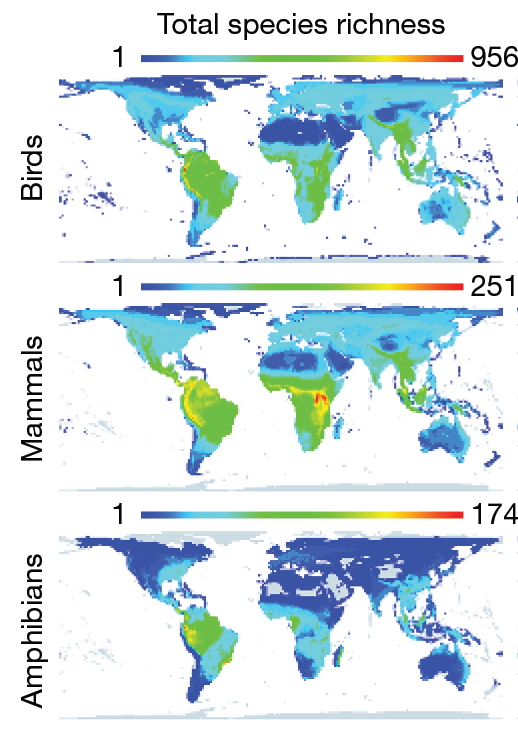 Total species richness
1 956
Birds
1 251
Mammals
1 174
Amphibians